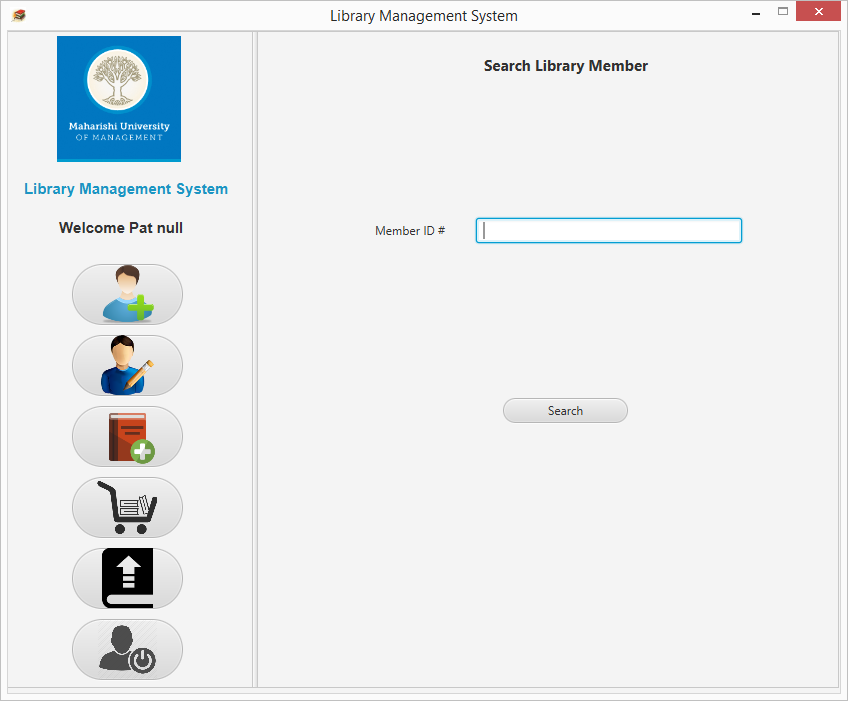 Library Management System
Maharishi University
OF MANAGEMENT
Library Management System
Welcome Pat null
Search Library Member
Member ID #
Search